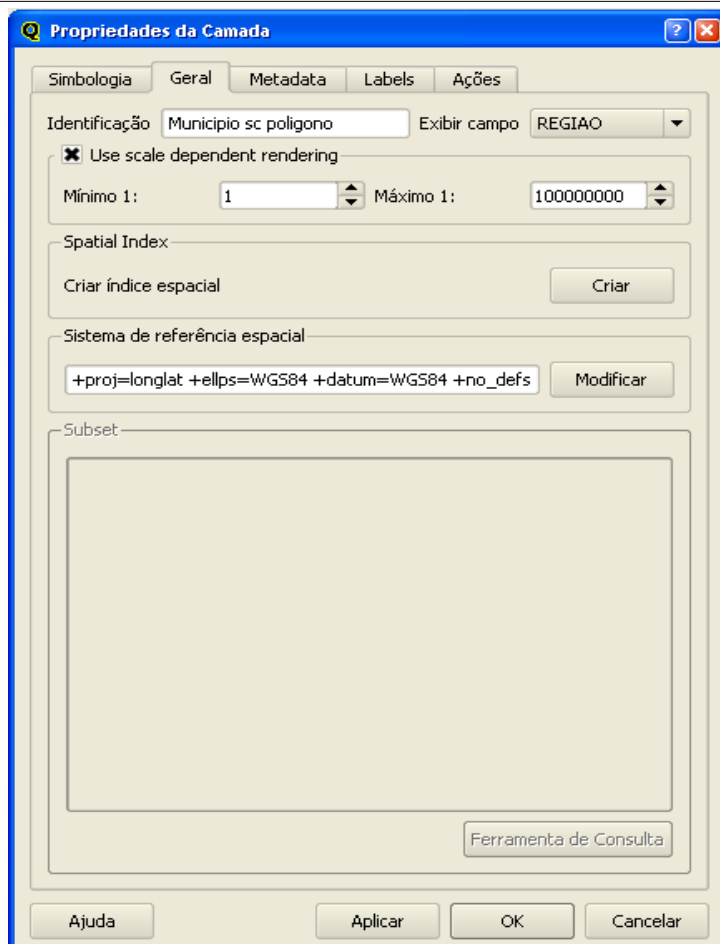 Propriedades da Camada
Simbologia Geral Metadata Labels Ações
Identificação Municipio sc poligono Exibir campo REGIAO
Use scale dependent rendering
Mínimo 1: 1 Máximo 1: 100000000
Spatial Index
Criar índice espacial Criar
Sistema de referência espacial
+proj=longlat +ellps=WGS84 +datum=WGS84 +no_defs Modificar
Subset
Ferramenta de Consulta
Ajuda Aplicar OK Cancelar